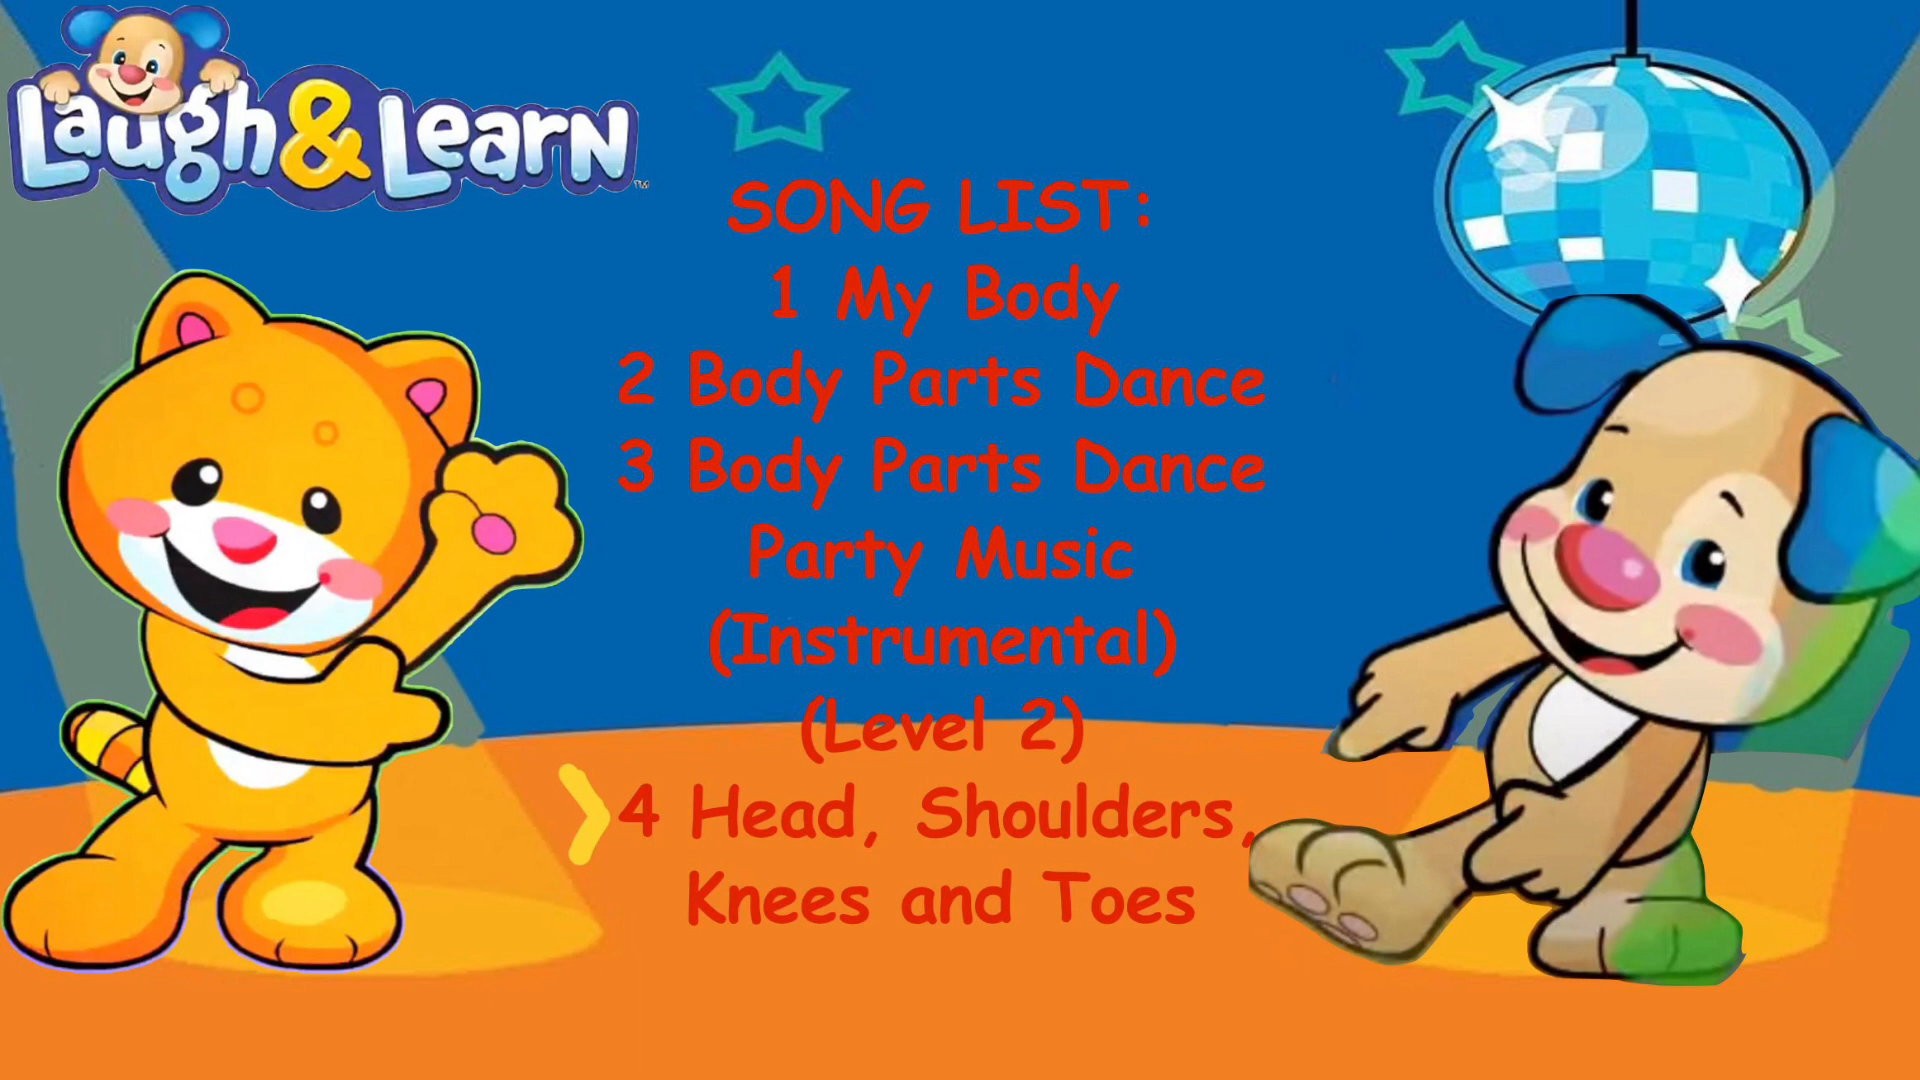 Laugh & Learn™
SONG LIST:
1 My Body
2 Body Parts Dance
3 Body Parts Dance
Party Music
(Instrumental)
(Level 2)
4 Head, Shoulders,
Knees and Toes